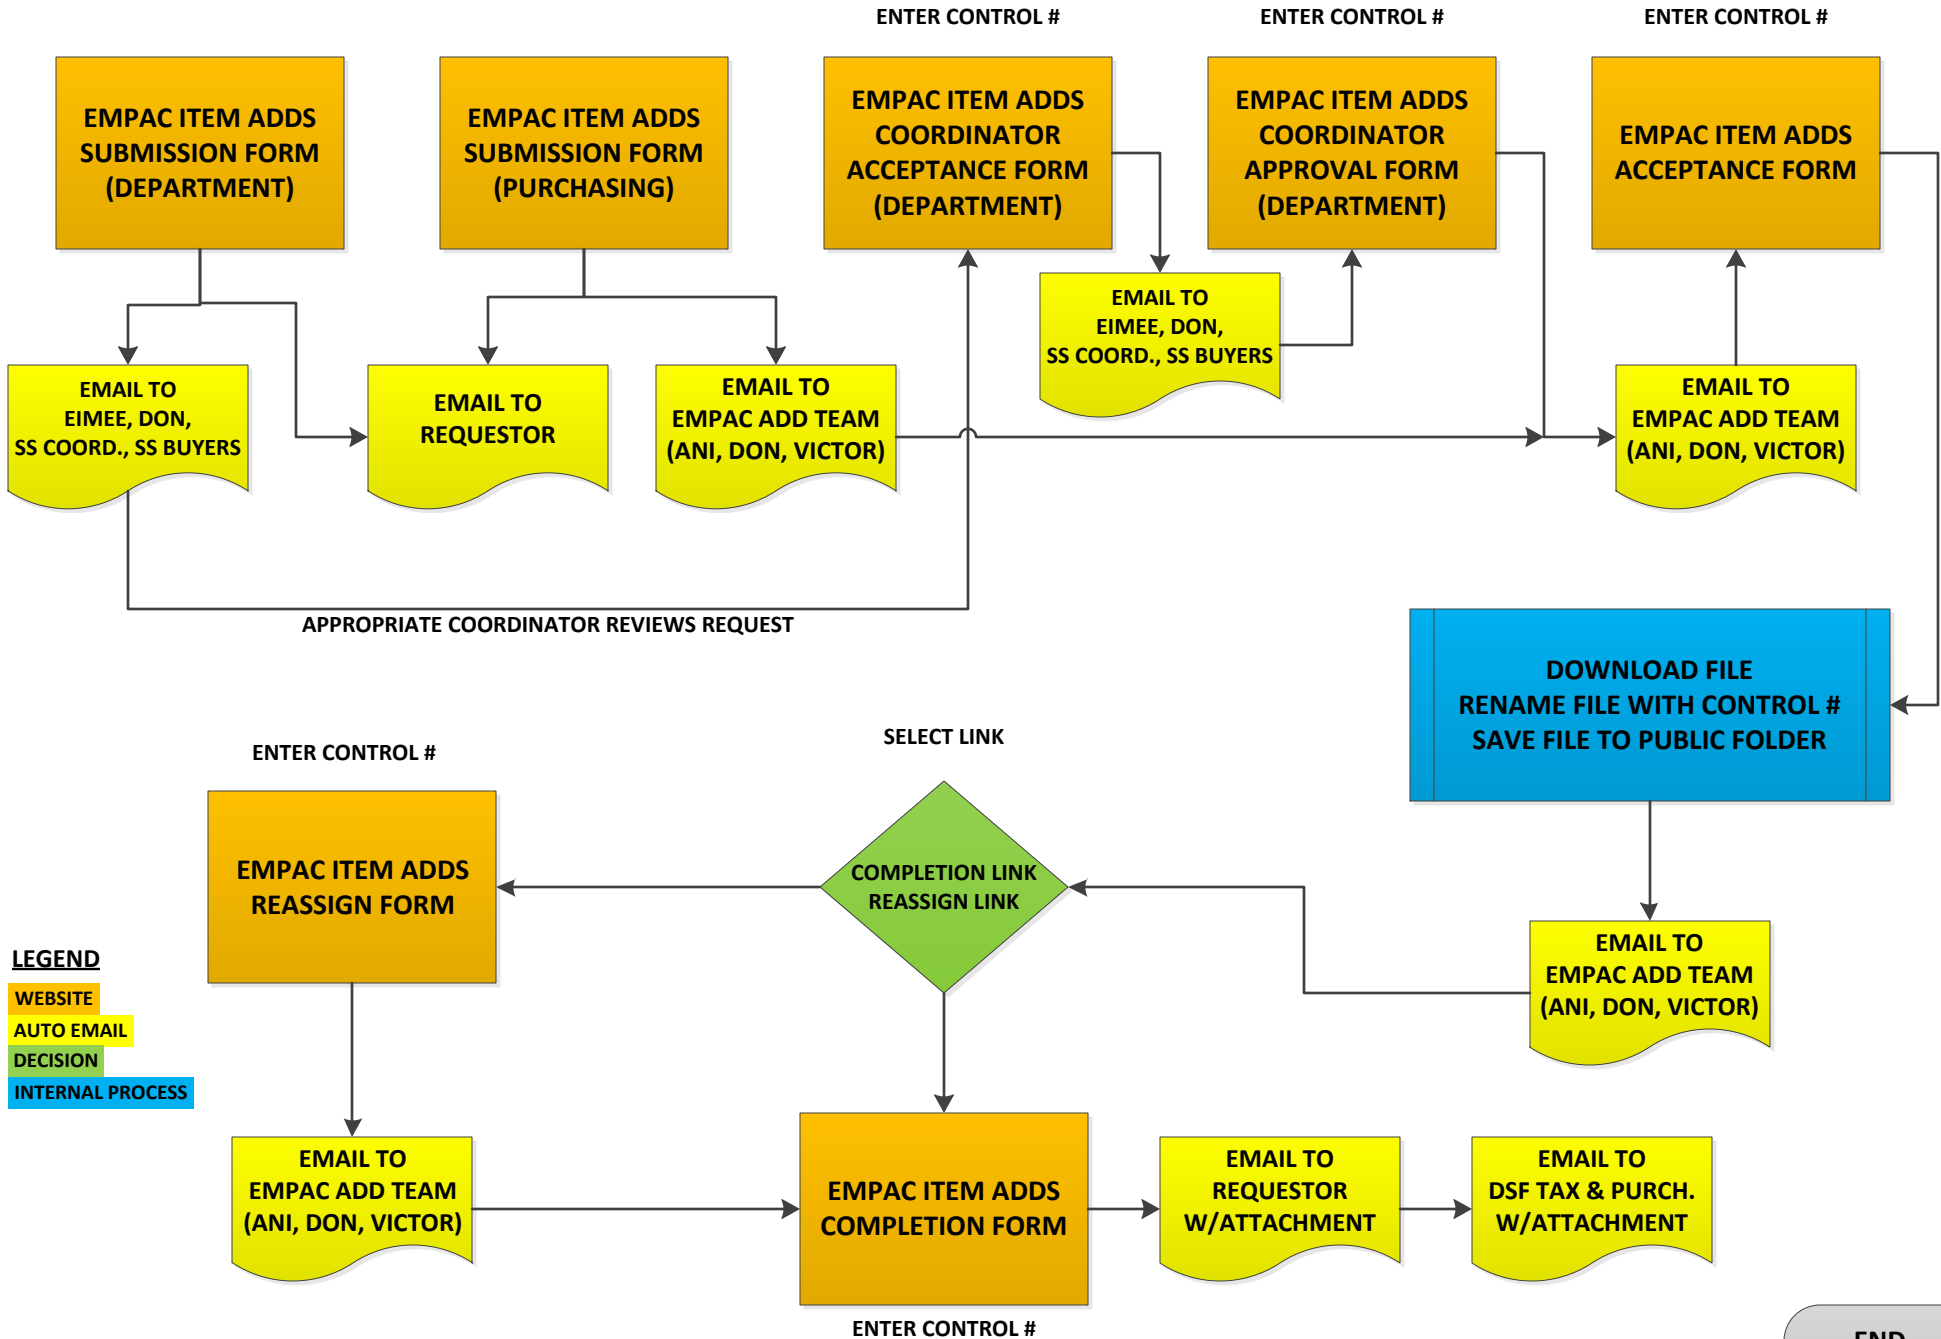 ENTER CONTROL #
ENTER CONTROL #
ENTER CONTROL #
EMPAC ITEM ADDS
SUBMISSION FORM
(DEPARTMENT)
EMPAC ITEM ADDS
SUBMISSION FORM
(PURCHASING)
EMPAC ITEM ADDS
COORDINATOR
ACCEPTANCE FORM
(DEPARTMENT)
EMPAC ITEM ADDS
COORDINATOR
APPROVAL FORM
(DEPARTMENT)
EMPAC ITEM ADDS
ACCEPTANCE FORM
EMAIL TO
EIMEE, DON,
SS COORD., SS BUYERS
EMAIL TO
EIMEE, DON,
SS COORD., SS BUYERS
EMAIL TO
REQUESTOR
EMAIL TO
EMPAC ADD TEAM
(ANI, DON, VICTOR)
EMAIL TO
EMPAC ADD TEAM
(ANI, DON, VICTOR)
APPROPRIATE COORDINATOR REVIEWS REQUEST
DOWNLOAD FILE
RENAME FILE WITH CONTROL #
SAVE FILE TO PUBLIC FOLDER
ENTER CONTROL #
SELECT LINK
EMPAC ITEM ADDS
REASSIGN FORM
COMPLETION LINK
REASSIGN LINK
EMAIL TO
EMPAC ADD TEAM
(ANI, DON, VICTOR)
LEGEND
WEBSITE
AUTO EMAIL
DECISION
INTERNAL PROCESS
EMAIL TO
EMPAC ADD TEAM
(ANI, DON, VICTOR)
EMPAC ITEM ADDS
COMPLETION FORM
EMAIL TO
REQUESTOR
W/ATTACHMENT
EMAIL TO
DSF TAX & PURCH.
W/ATTACHMENT
ENTER CONTROL #
END